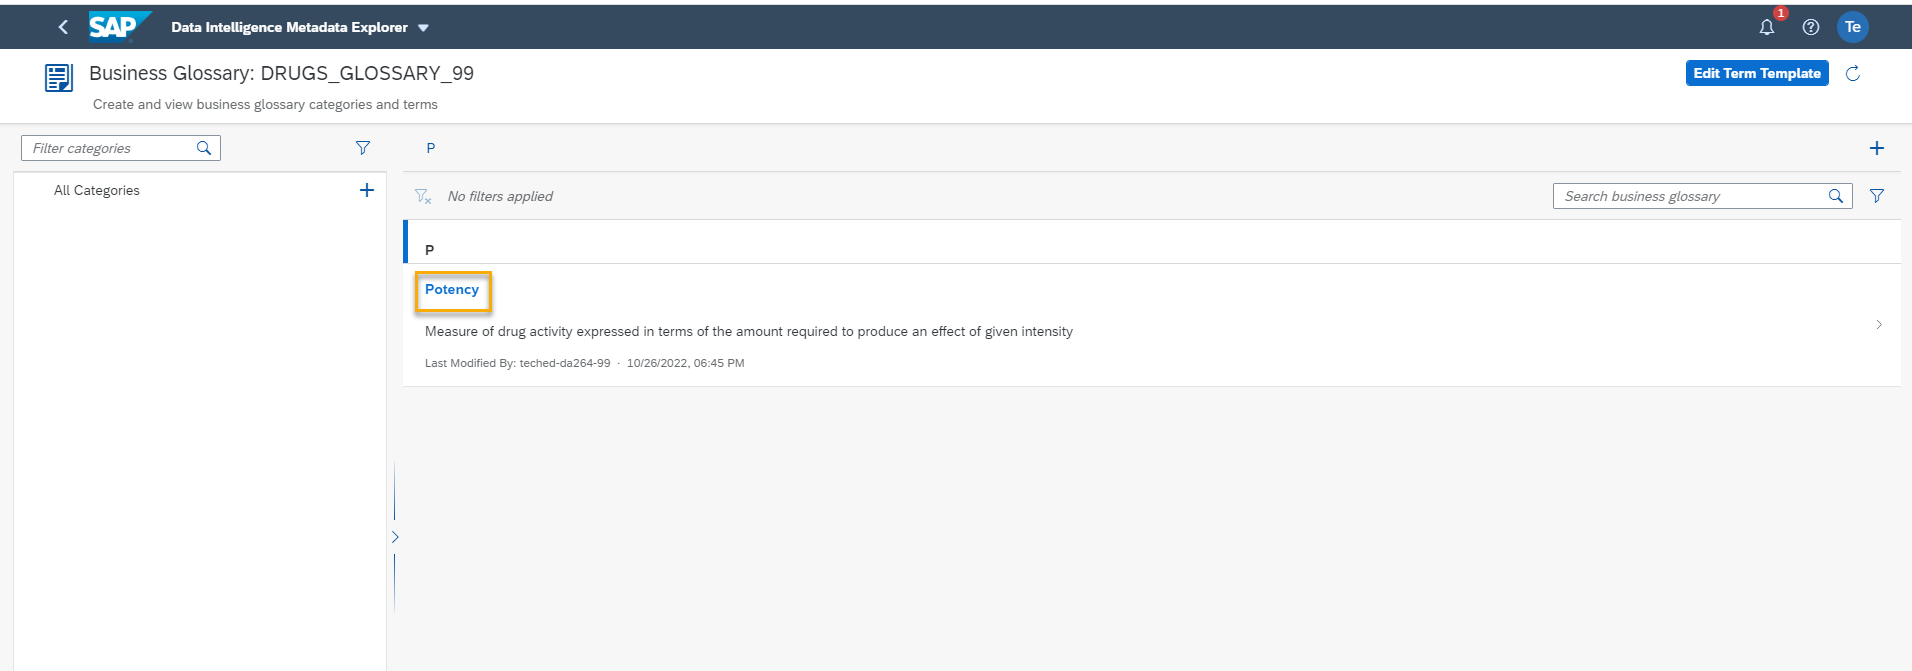 SAP Data Intelligence Metadata Explorer 1 Te
Business Glossary: DRUGS_GLOSSARY_99 Edit Term Template
Create and view business glossary categories and terms
Filter categories P
All Categories
No filters applied Search business glossary
P
Potency
Measure of drug activity expressed in terms of the amount required to produce an effect of given intensity
Last Modified By: teched-da264-99 · 10/26/2022, 06:45 PM